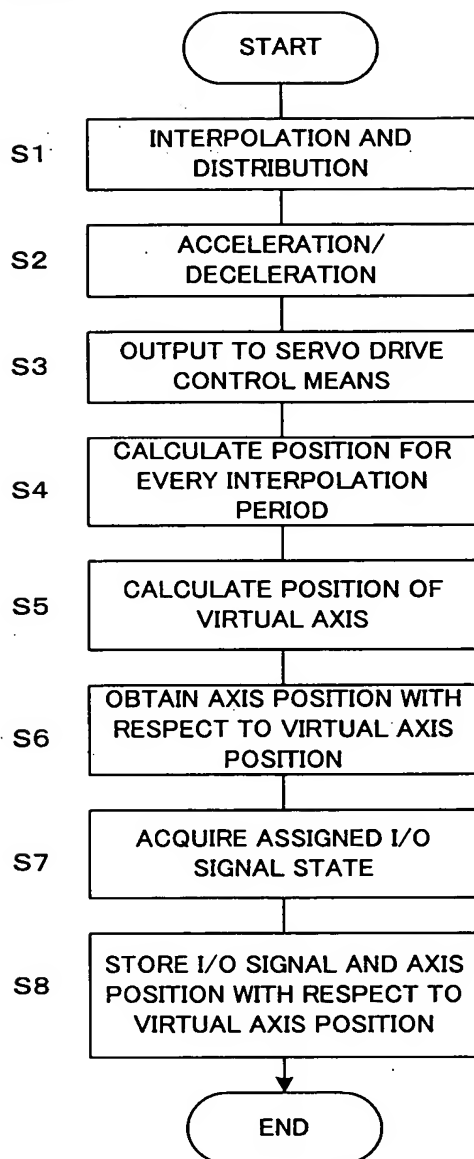 START
S1
INTERPOLATION AND
DISTRIBUTION
S2
ACCELERATION/
DECELERATION
S3
OUTPUT TO SERVO DRIVE
CONTROL MEANS
S4
CALCULATE POSITION FOR
EVERY INTERPOLATION
PERIOD
S5
CALCULATE POSITION OF
VIRTUAL AXIS
S6
OBTAIN AXIS POSITION WITH
RESPECT TO VIRTUAL AXIS
POSITION
S7
ACQUIRE ASSIGNED I/O
SIGNAL STATE
S8
STORE I/O SIGNAL AND AXIS
POSITION WITH RESPECT TO
VIRTUAL AXIS POSITION
END